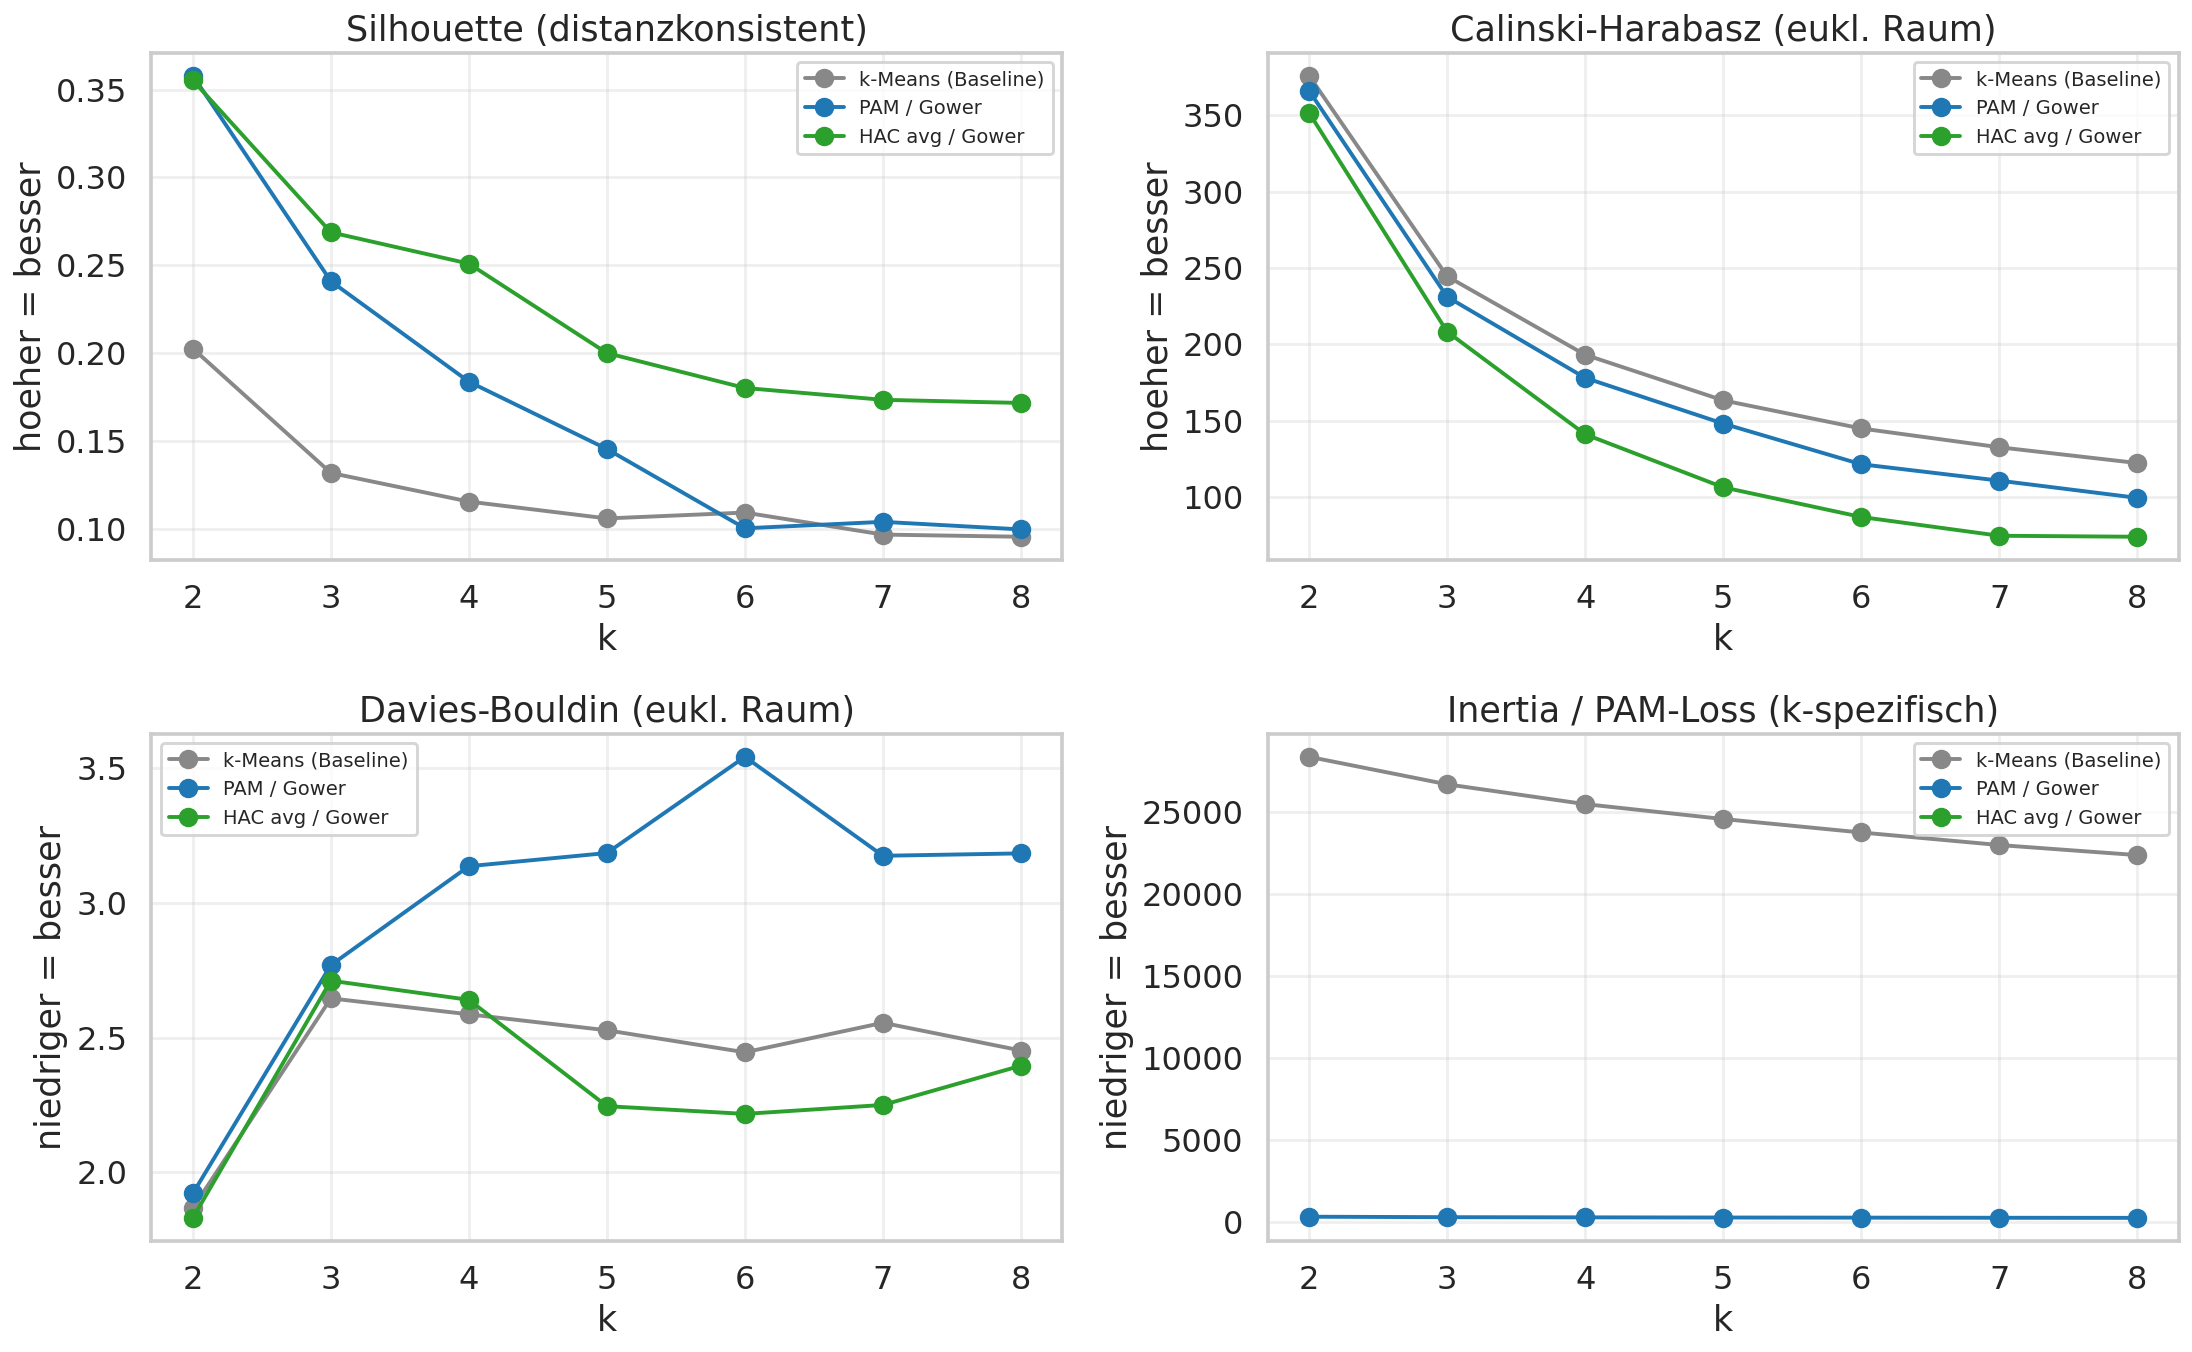 Silhouette (distanzkonsistent)
hoeher = besser
0.35
0.30
0.25
0.20
0.15
0.10
k-Means (Baseline)
PAM / Gower
HAC avg / Gower
2 3 4 5 6 7 8
k
Calinski-Harabasz (eukl. Raum)
hoeher = besser
350
300
250
200
150
100
k-Means (Baseline)
PAM / Gower
HAC avg / Gower
2 3 4 5 6 7 8
k
Davies-Bouldin (eukl. Raum)
niedriger = besser
3.5
3.0
2.5
2.0
k-Means (Baseline)
PAM / Gower
HAC avg / Gower
2 3 4 5 6 7 8
k
Inertia / PAM-Loss (k-spezifisch)
niedriger = besser
25000
20000
15000
10000
5000
0
k-Means (Baseline)
PAM / Gower
HAC avg / Gower
2 3 4 5 6 7 8
k